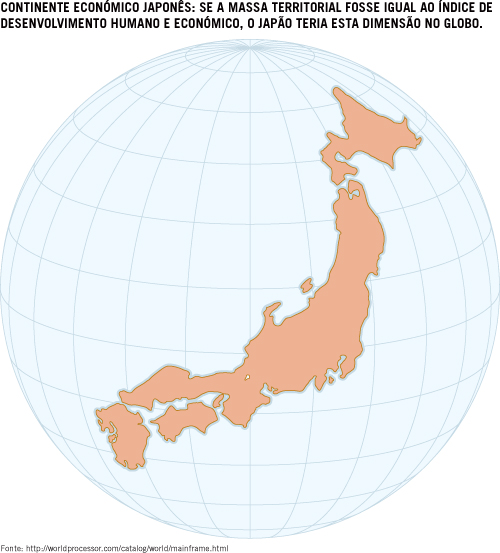 CONTINENTE ECONÓMICO JAPONÊS: SE A MASSA TERRITORIAL FOSSE IGUAL AO ÍNDICE DE
DESENVOLVIMENTO HUMANO E ECONÓMICO, O JAPÃO TERIA ESTA DIMENSÃO NO GLOBO.
Fonte: http://worldprocessor.com/catalog/world/mainframe.html